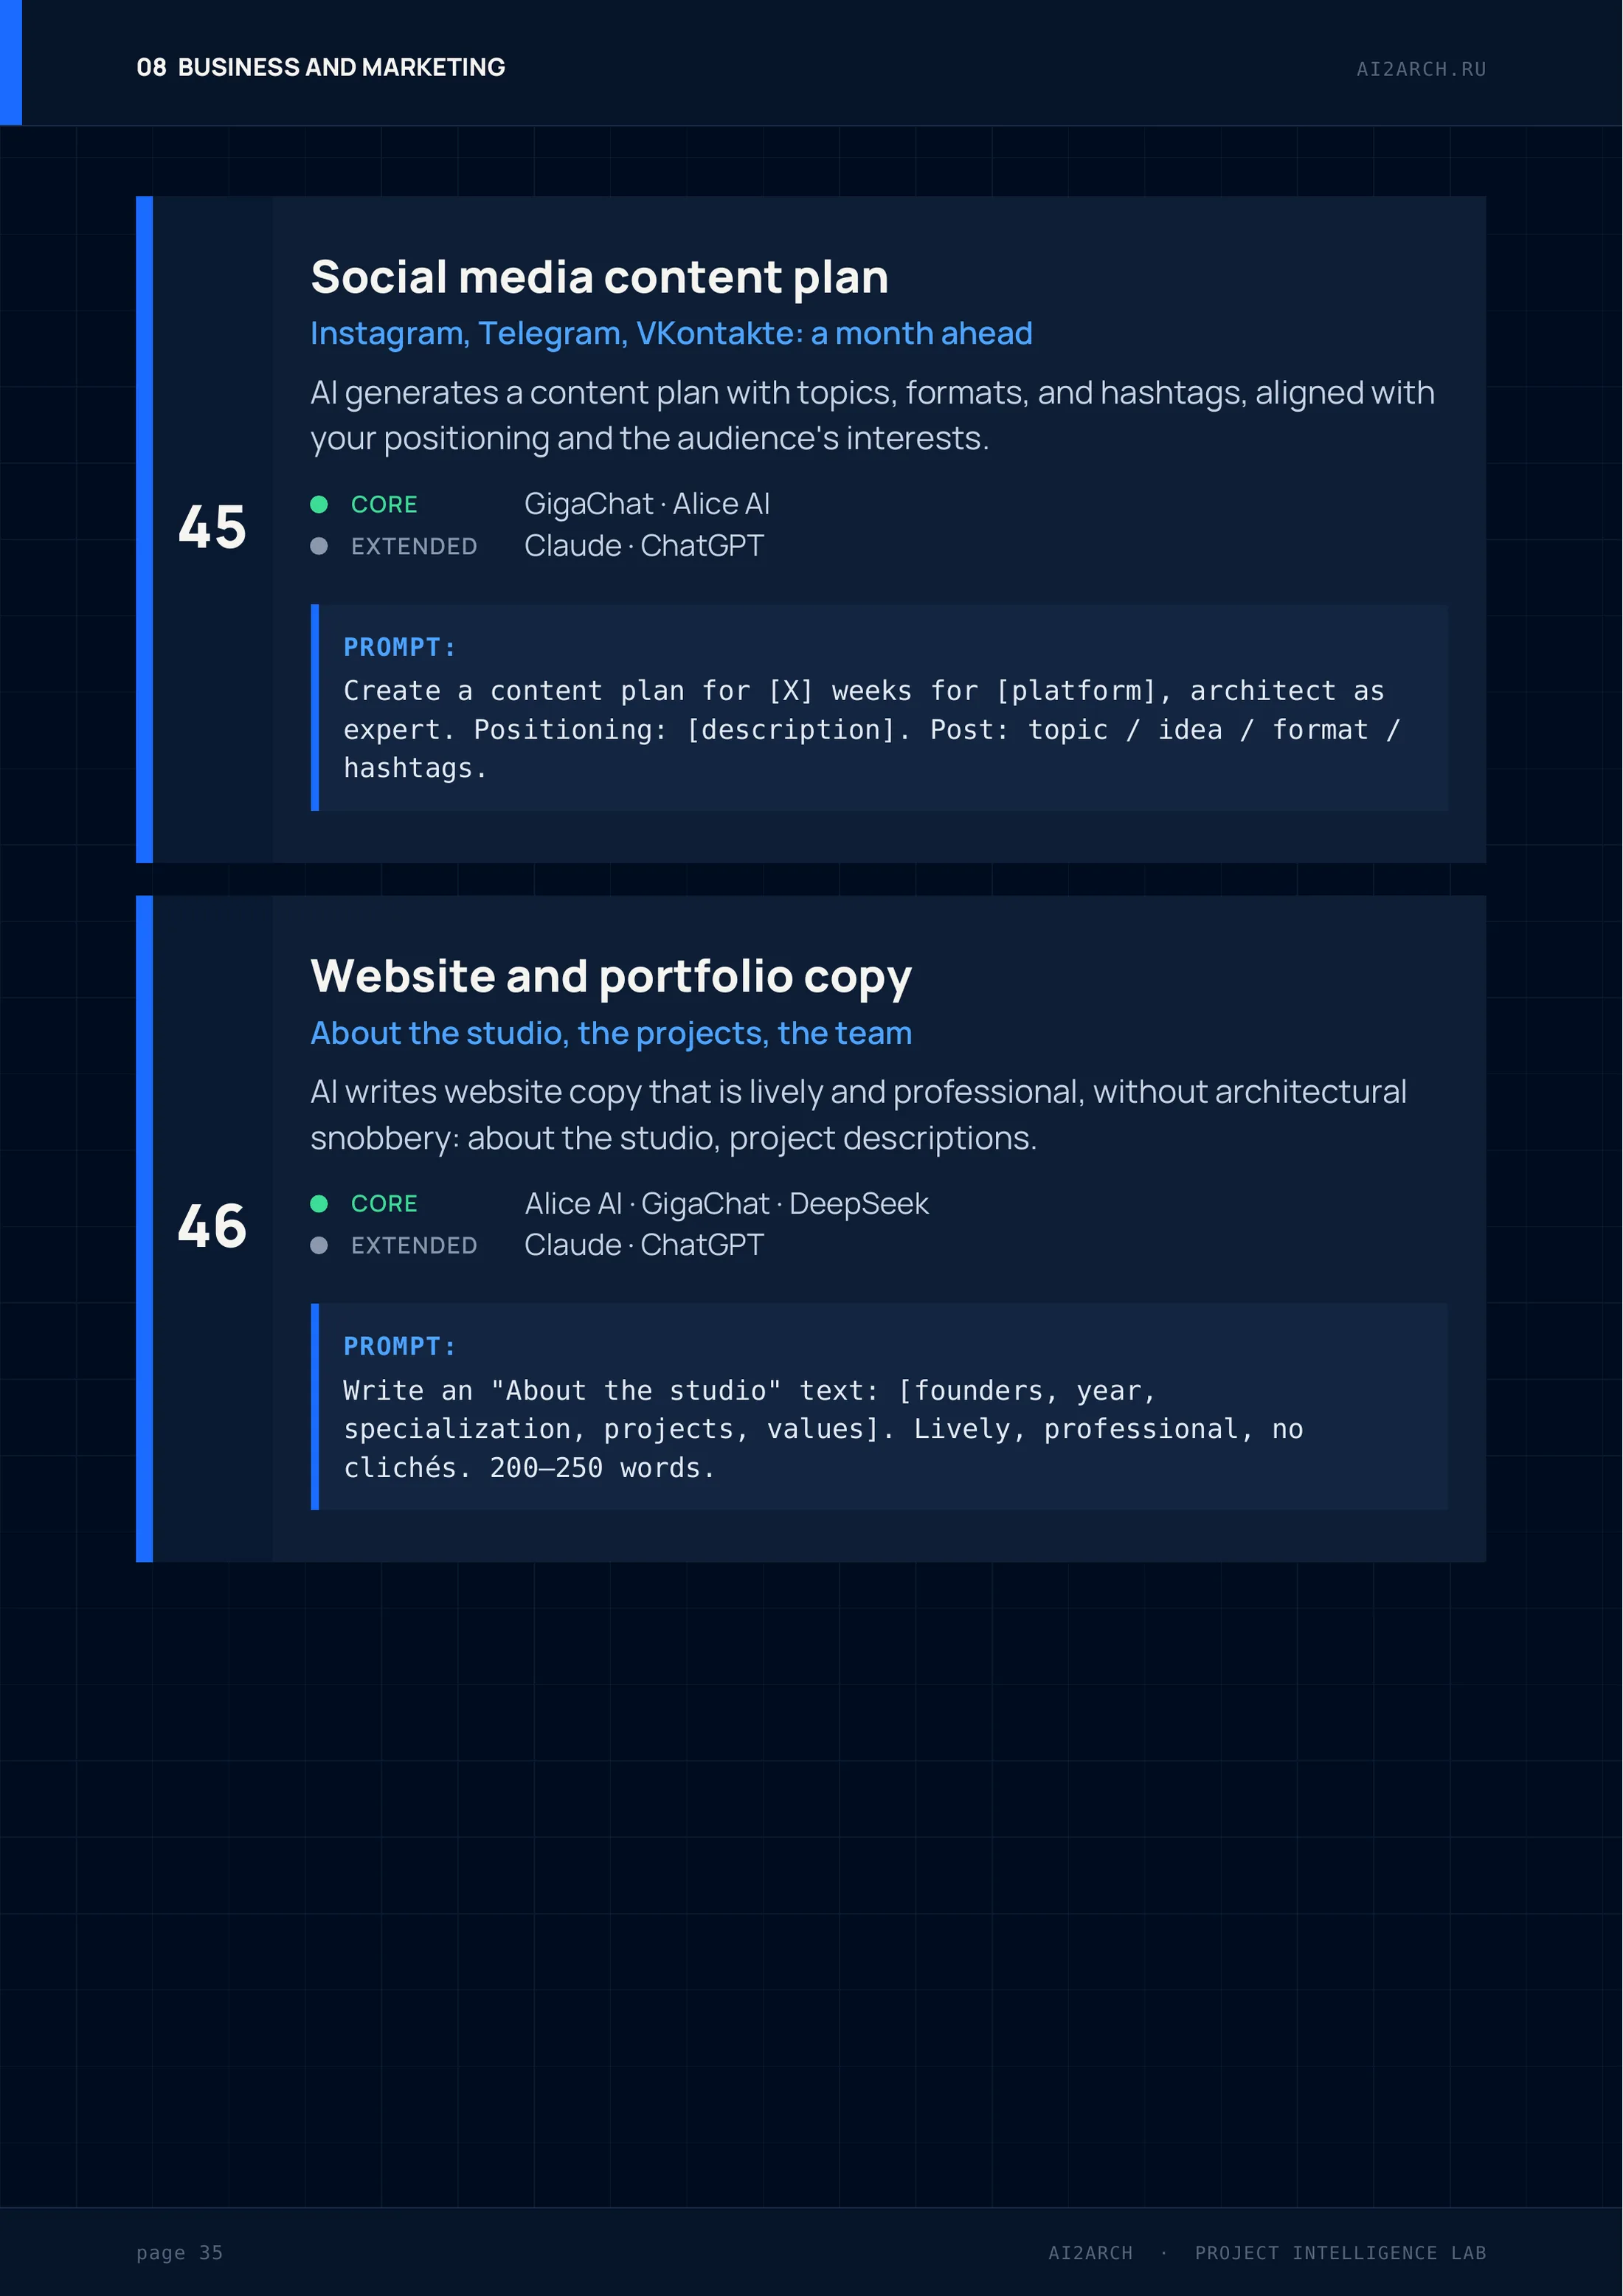 08 BUSINESS AND MARKETING
AI2ARCH.RU
45
Social media content plan
Instagram, Telegram, VKontakte: a month ahead
AI generates a content plan with topics, formats, and hashtags, aligned with
your positioning and the audience's interests.
CORE GigaChat · Alice AI
EXTENDED Claude · ChatGPT
PROMPT:
Create a content plan for [X] weeks for [platform], architect as
expert. Positioning: [description]. Post: topic / idea / format /
hashtags.
46
Website and portfolio copy
About the studio, the projects, the team
AI writes website copy that is lively and professional, without architectural
snobbery: about the studio, project descriptions.
CORE Alice AI · GigaChat · DeepSeek
EXTENDED Claude · ChatGPT
PROMPT:
Write an "About the studio" text: [founders, year,
specialization, projects, values]. Lively, professional, no
clichés. 200–250 words.
page 35
AI2ARCH · PROJECT INTELLIGENCE LAB